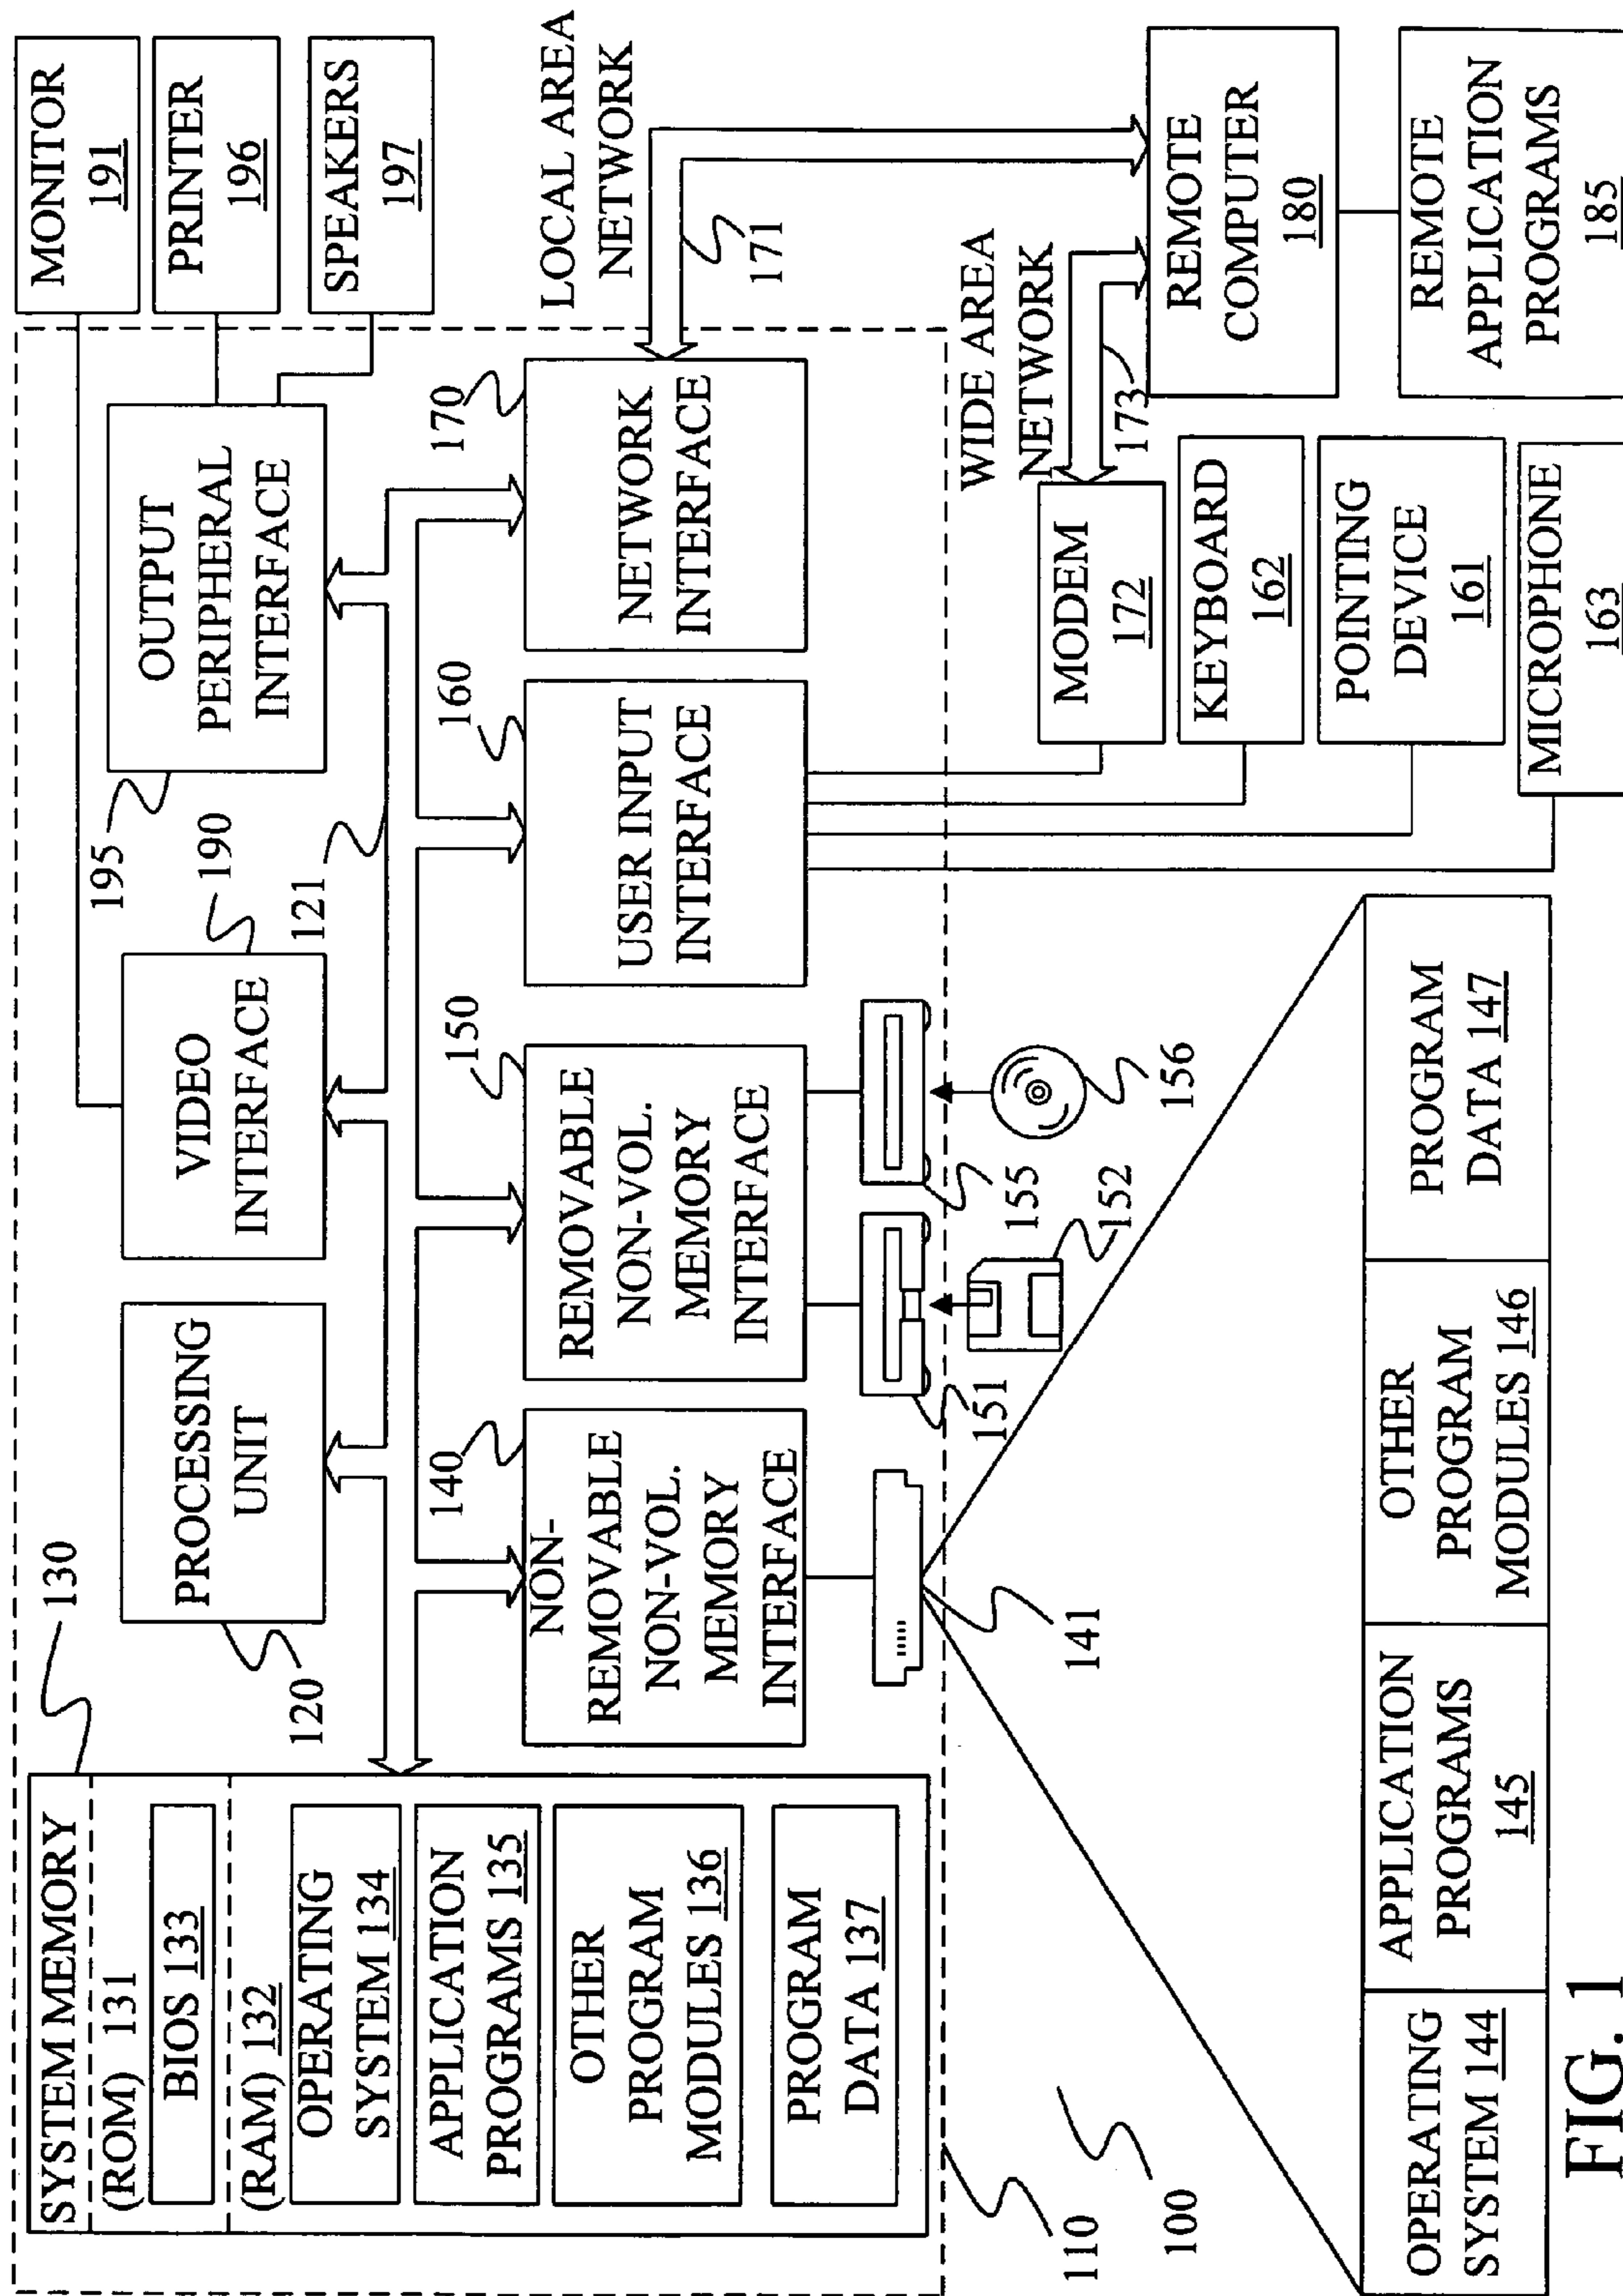 SYSTEM MEMORY
(ROM) 131
BIOS 133
(RAM) 132
OPERATING
SYSTEM 134
APPLICATION
PROGRAMS 135
OTHER
PROGRAM
MODULES 136
PROGRAM
DATA 137
130
120
PROCESSING
UNIT
VIDEO
INTERFACE
190
121
195
OUTPUT
PERIPHERAL
INTERFACE
MONITOR
191
PRINTER
196
SPEAKERS
197
140
NON-
REMOVABLE
NON-VOL.
MEMORY
INTERFACE
150
REMOVABLE
NON-VOL.
MEMORY
INTERFACE
160
USER INPUT
INTERFACE
170
NETWORK
INTERFACE
LOCAL AREA
NETWORK
171
WIDE AREA
NETWORK
173
141
151
155
152
156
MODEM
172
KEYBOARD
162
POINTING
DEVICE
161
MICROPHONE
163
REMOTE
COMPUTER
180
REMOTE
APPLICATION
PROGRAMS
185
110
100
OPERATING
SYSTEM 144
APPLICATION
PROGRAMS
145
OTHER
PROGRAM
MODULES 146
PROGRAM
DATA 147
FIG. 1